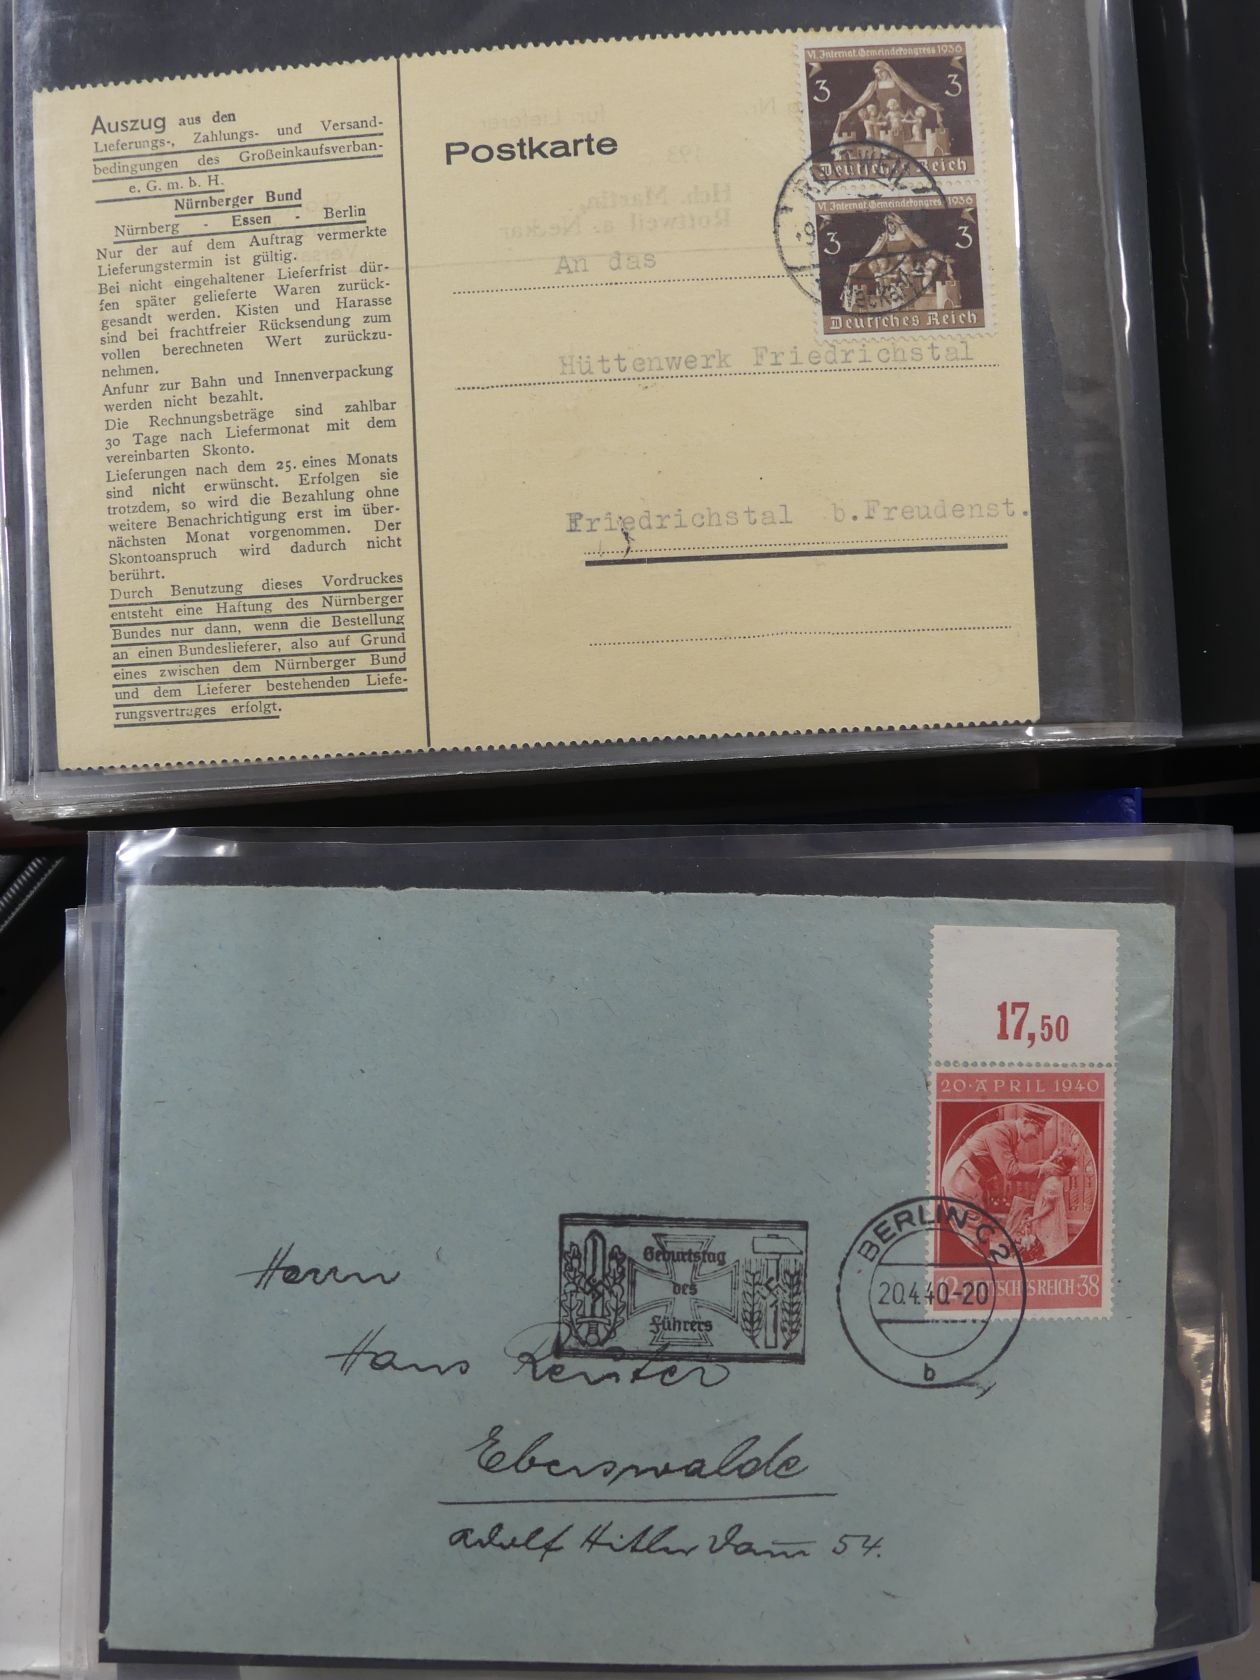 Auszug aus den
Lieferungs-, Zahlungs- und Versand-
bedingungen des Großeinkaufsverban-
e. G. m. b. H.
Nürnberger Bund
Nürnberg - Essen - Berlin
Nur der auf dem Auftrag vermerkte
Lieferungstermin ist gültig.
Bei nicht eingehaltener Lieferfrist dür-
fen später gelieferte Waren zurück-
gesandt werden. Kisten und Harasse
sind bei frachtfreier Rücksendung zum
vollen berechneten Wert zurückzu-
nehmen.
Anfuhr zur Bahn und Innenverpackung
werden nicht bezahlt.
Die Rechnungsbeträge sind zahlbar
30 Tage nach Liefermonat mit dem
vereinbarten Skonto.
Lieferungen nach dem 25. eines Monats
sind nicht erwünscht. Erfolgen sie
trotzdem, so wird die Bezahlung ohne
weitere Benachrichtigung erst im über-
nächsten Monat vorgenommen. Der
Skontoanspruch wird dadurch nicht
berührt.
Durch Benutzung dieses Vordruckes
entsteht eine Haftung des Nürnberger
Bundes nur dann, wenn die Bestellung
an einen Bundeslieferer, also auf Grund
eines zwischen dem Nürnberger Bund
und dem Lieferer bestehenden Liefe-
rungsvertrages erfolgt.
Postkarte
VI. Internat. Gemeindekongress 1936
3 3
Deutsches Reich
VI. Internat. Gemeindekongress 1936
3 3
Deutsches Reich
Hch. Martin,
Rottweil a. Neckar
An das
Hüttenwerk Friedrichstal
Friedrichstal b.Freudenst.
17,50
20·APRIL 1940
DEUTSCHES REICH 38
BERLIN C2
20.4.40.-20
b
Geburtstag
des
Führers
Herrn
Hans Reuter
Eberswalde
Adolf Hitler Damm 54.